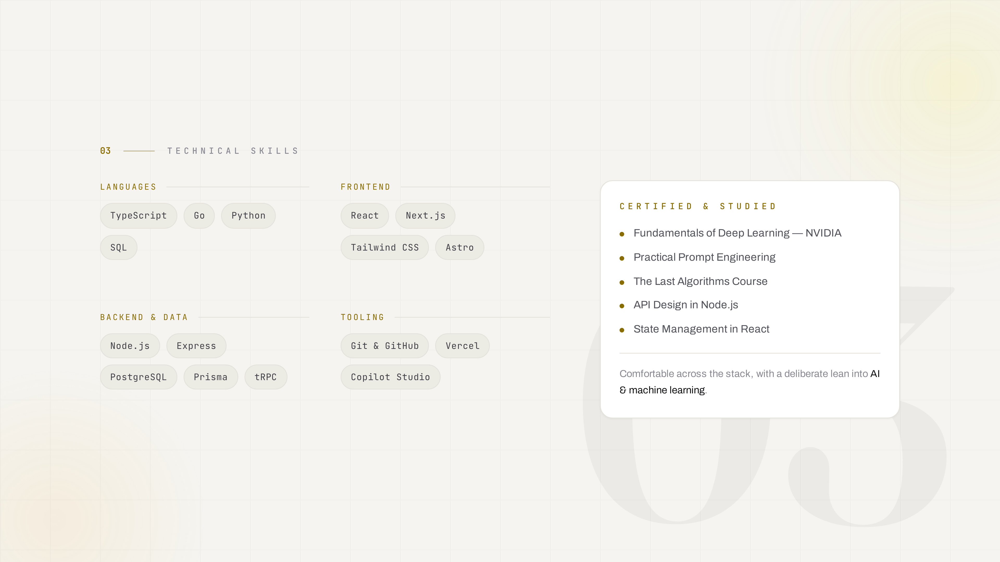 03 TECHNICAL SKILLS
LANGUAGES
TypeScript Go Python
SQL
FRONTEND
React Next.js
Tailwind CSS Astro
BACKEND & DATA
Node.js Express
PostgreSQL Prisma tRPC
TOOLING
Git & GitHub Vercel
Copilot Studio
CERTIFIED & STUDIED
Fundamentals of Deep Learning — NVIDIA
Practical Prompt Engineering
The Last Algorithms Course
API Design in Node.js
State Management in React
Comfortable across the stack, with a deliberate lean into AI
& machine learning.
03